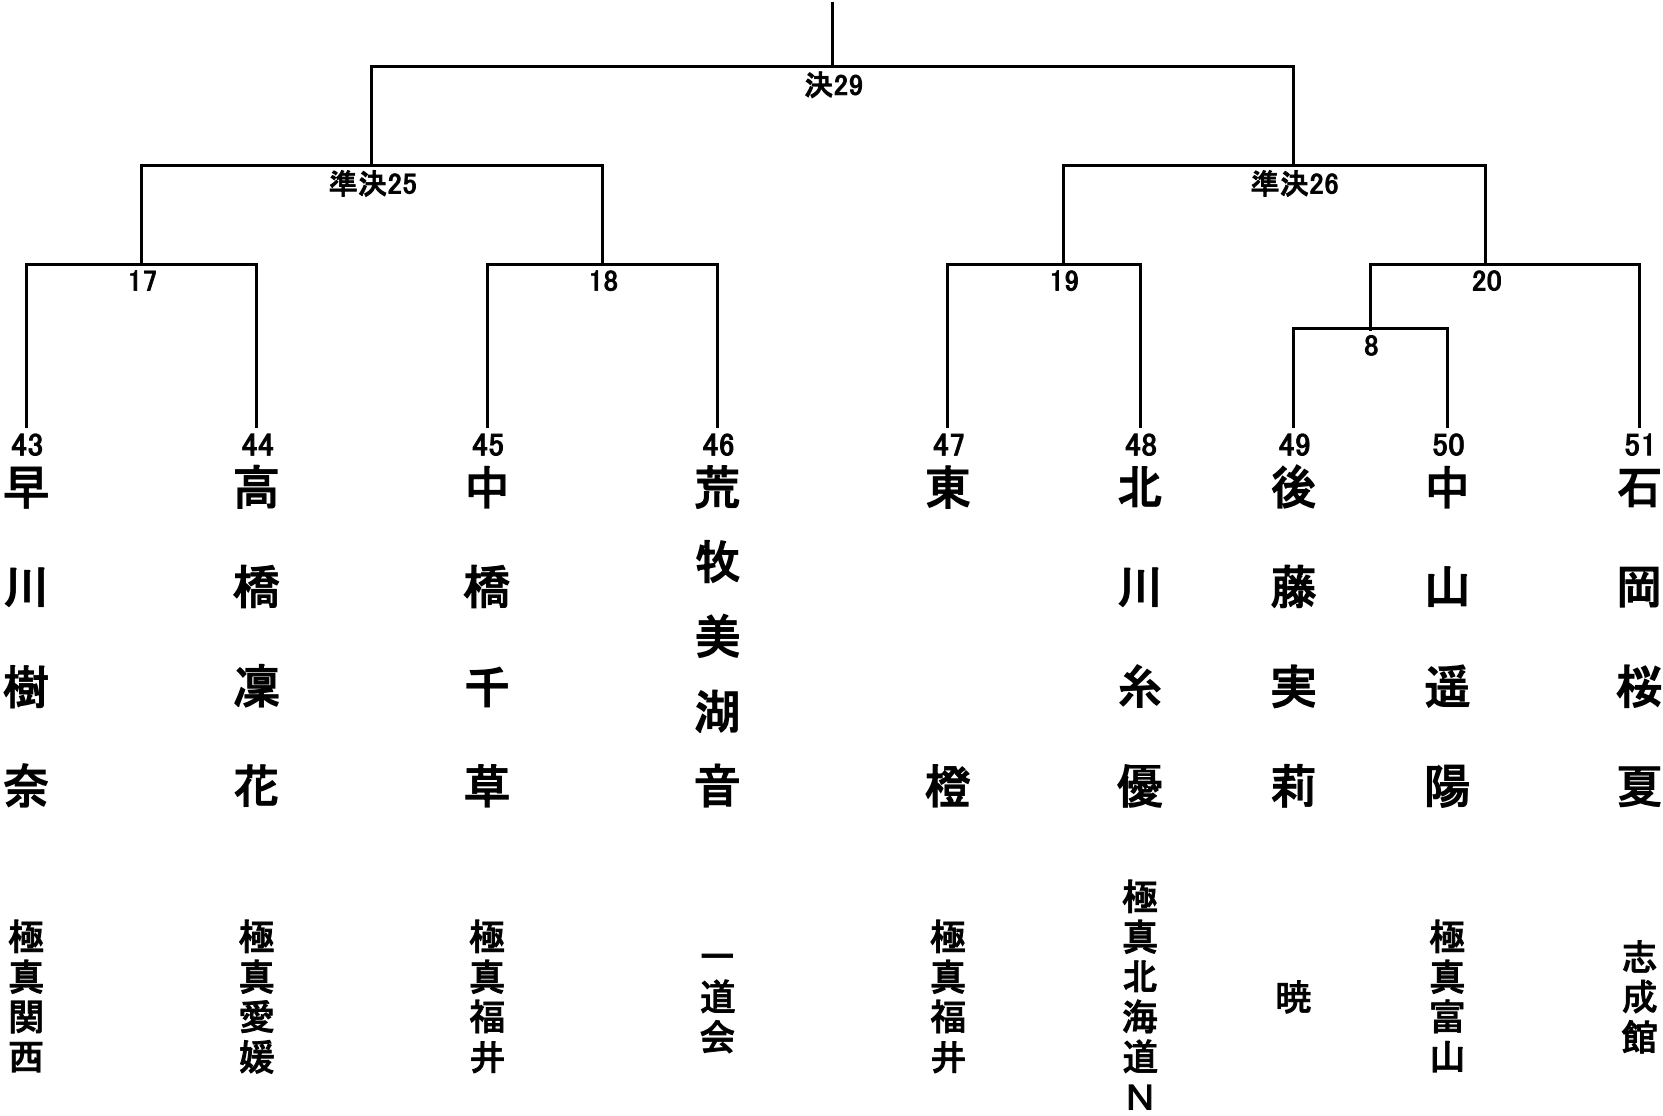 決29
準決25
準決26
17
18
19
20
8
43
44
45
46
47
48
49
50
51
早川樹奈
高橋凜花
中橋千草
荒牧美湖音
東橙
北川糸優
後藤実莉
中山遥陽
石岡桜夏
極真関西
極真愛媛
極真福井
一道会
極真福井
極真北海道Ｎ
暁
極真富山
志成館